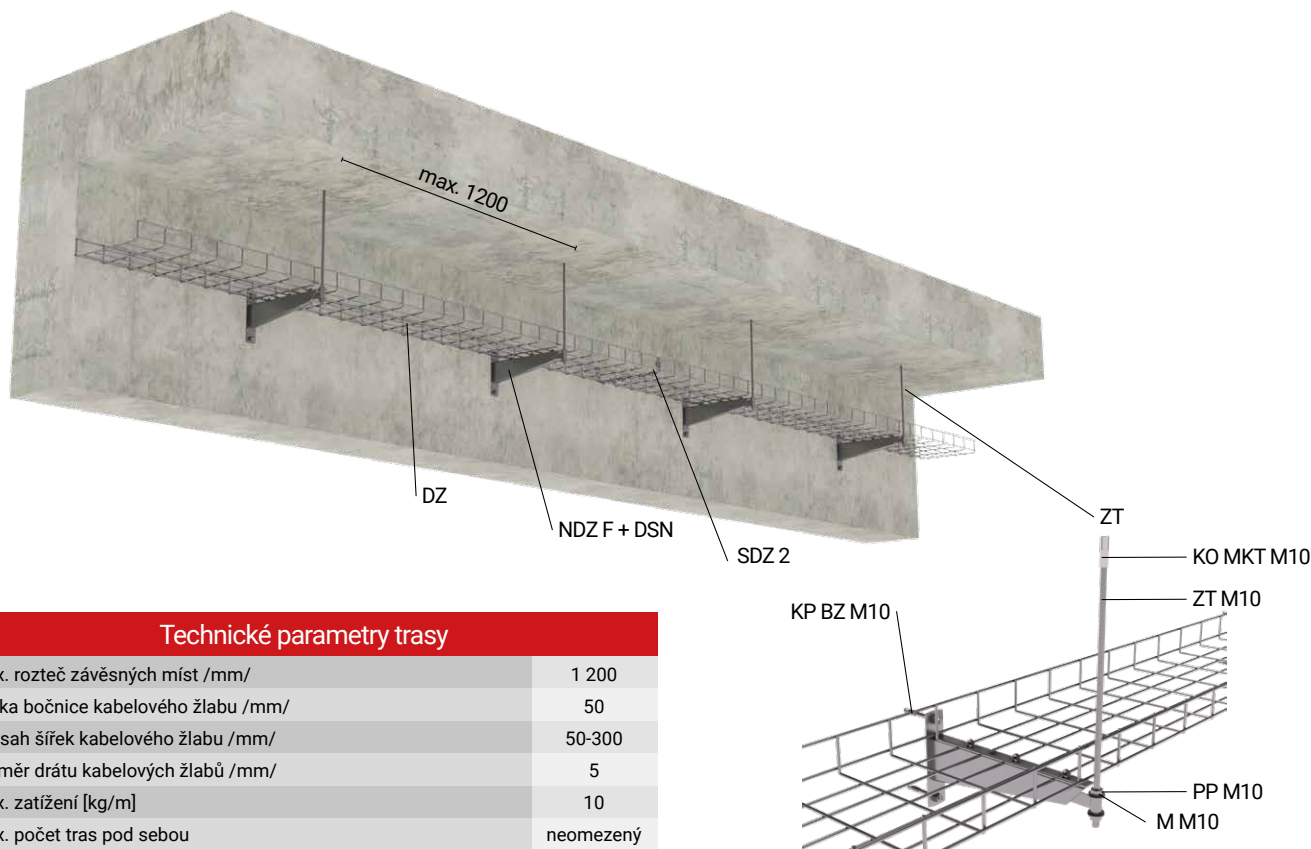 max. 1200
DZ
NDZ F + DSN
SDZ 2
ZT
KO MKT M10
ZT M10
KP BZ M10
PP M10
M M10
Technické parametry trasy
rozteč závěsných míst /mm/ 1 200
bočnice kabelového žlabu /mm/ 50
šířek kabelového žlabu /mm/ 50-300
drátu kabelových žlabů /mm/ 5
zatížení [kg/m] 10
počet tras pod sebou neomezený